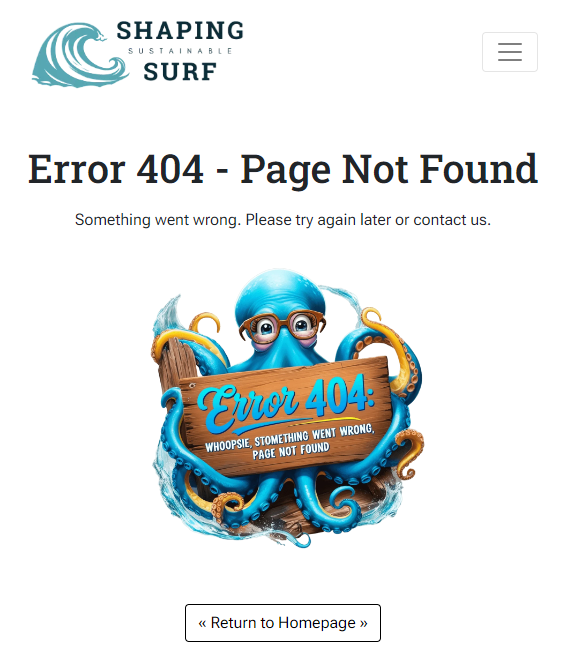 SHAPING
SUSTAINABLE
SURF
Error 404 - Page Not Found
Something went wrong. Please try again later or contact us.
Error 404:
WHOOPSIE, STOMETHING WENT WRONG,
PAGE NOT FOUND
« Return to Homepage »